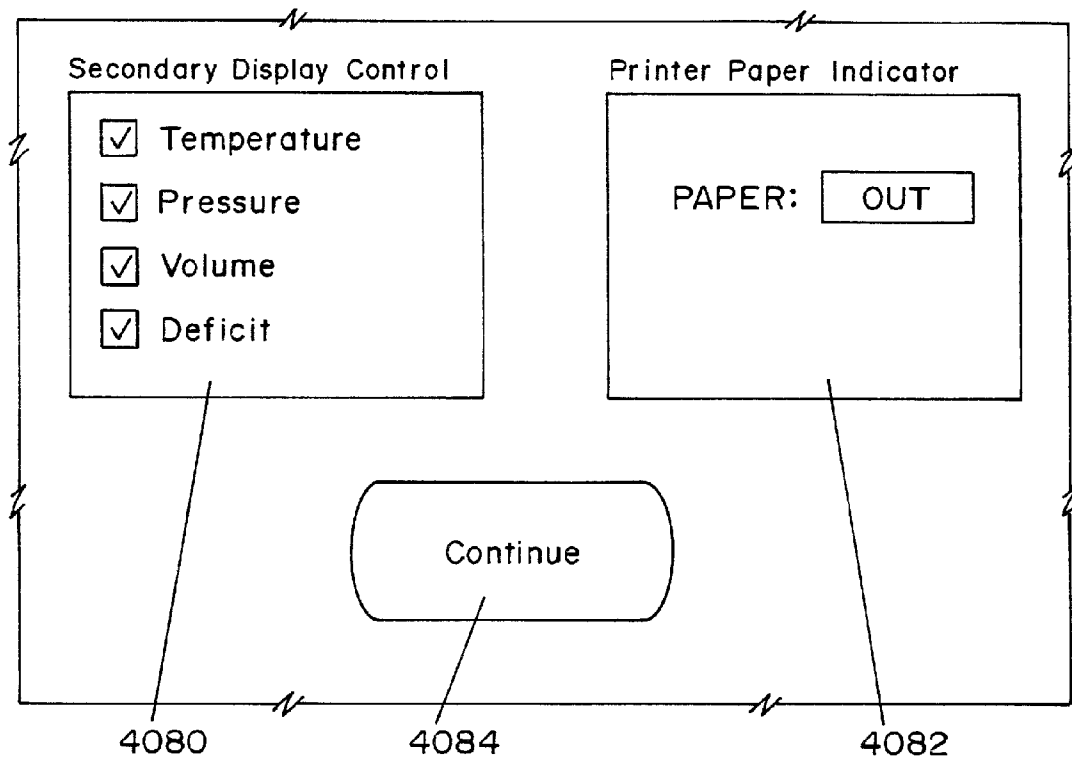 Secondary Display Control
Temperature
Pressure
Volume
Deficit
Printer Paper Indicator
PAPER: OUT
Continue
4080
4084
4082